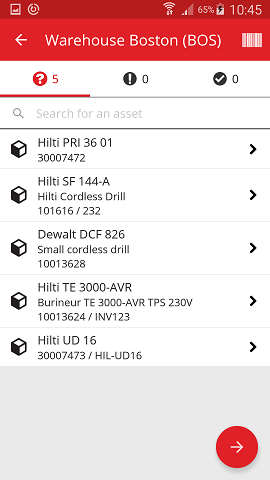 65% 10:45
Warehouse Boston (BOS)
5 0 0
Search for an asset
Hilti PRI 36 01
30007472
Hilti SF 144-A
Hilti Cordless Drill
101616 / 232
Dewalt DCF 826
Small cordless drill
10013628
Hilti TE 3000-AVR
Burineur TE 3000-AVR TPS 230V
10013624 / INV123
Hilti UD 16
30007473 / HIL-UD16